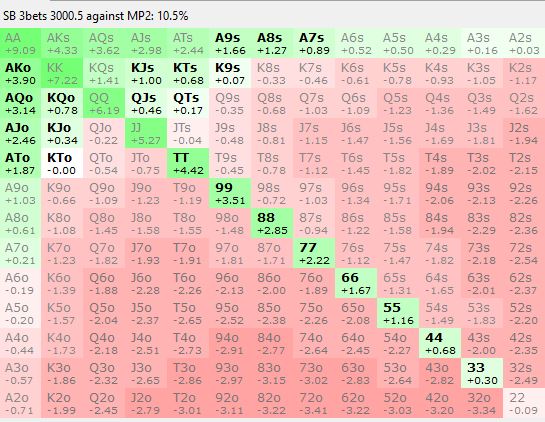 SB 3bets 3000.5 against MP2: 10.5%
AA AKs AQs AJs ATs A9s A8s A7s A6s A5s A4s A3s A2s
+9.09 +4.33 +3.62 +2.98 +2.44 +1.66 +1.27 +0.89 +0.52 +0.50 +0.29 +0.16 +0.03
AKo KK KQs KJs KTs K9s K8s K7s K6s K5s K4s K3s K2s
+3.90 +7.22 +1.41 +1.00 +0.68 +0.07 -0.33 -0.46 -0.61 -0.78 -0.93 -1.05 -1.17
AQo KQo QQ QJs QTs Q9s Q8s Q7s Q6s Q5s Q4s Q3s Q2s
+3.14 +0.78 +6.19 +0.46 +0.17 -0.35 -0.68 -1.03 -1.09 -1.23 -1.36 -1.49 -1.62
AJo KJo QJo JJ JTs J9s J8s J7s J6s J5s J4s J3s J2s
+2.46 +0.34 -0.22 +5.27 -0.04 -0.48 -0.81 -1.15 -1.47 -1.56 -1.69 -1.81 -1.94
ATo KTo QTo JTo TT T9s T8s T7s T6s T5s T4s T3s T2s
+1.87 -0.00 -0.54 -0.75 +4.42 -0.45 -0.78 -1.12 -1.45 -1.82 -1.89 -2.02 -2.15
A9o K9o Q9o J9o T9o 99 98s 97s 96s 95s 94s 93s 92s
+1.03 -0.66 -1.09 -1.23 -1.19 +3.51 -0.72 -1.03 -1.34 -1.71 -2.06 -2.13 -2.26
A8o K8o Q8o J8o T8o 98o 88 87s 86s 85s 84s 83s 82s
+0.61 -1.08 -1.45 -1.58 -1.55 -1.48 +2.85 -0.94 -1.22 -1.58 -1.94 -2.29 -2.36
A7o K7o Q7o J7o T7o 97o 87o 77 76s 75s 74s 73s 72s
+0.21 -1.23 -1.82 -1.93 -1.91 -1.81 -1.71 +2.22 -1.12 -1.47 -1.82 -2.18 -2.54
A6o K6o Q6o J6o T6o 96o 86o 76o 66 65s 64s 63s 62s
-0.19 -1.39 -1.88 -2.28 -2.26 -2.13 -2.00 -1.89 +1.67 -1.31 -1.65 -2.01 -2.37
A5o K5o Q5o J5o T5o 95o 85o 75o 65o 55 54s 53s 52s
-0.20 -1.57 -2.04 -2.37 -2.65 -2.52 -2.38 -2.26 -2.08 +1.16 -1.49 -1.83 -2.20
A4o K4o Q4o J4o T4o 94o 84o 74o 64o 54o 44 43s 42s
-0.44 -1.73 -2.18 -2.51 -2.73 -2.91 -2.77 -2.64 -2.45 -2.27 +0.68 -2.00 -2.35
A3o K3o Q3o J3o T3o 93o 83o 73o 63o 53o 43o 33 32s
-0.57 -1.86 -2.32 -2.65 -2.86 -2.97 -3.15 -3.02 -2.83 -2.64 -2.82 +0.30 -2.49
A2o K2o Q2o J2o T2o 92o 82o 72o 62o 52o 42o 32o 22
-0.71 -1.99 -2.45 -2.79 -3.01 -3.11 -3.22 -3.41 -3.22 -3.03 -3.20 -3.34 -0.09